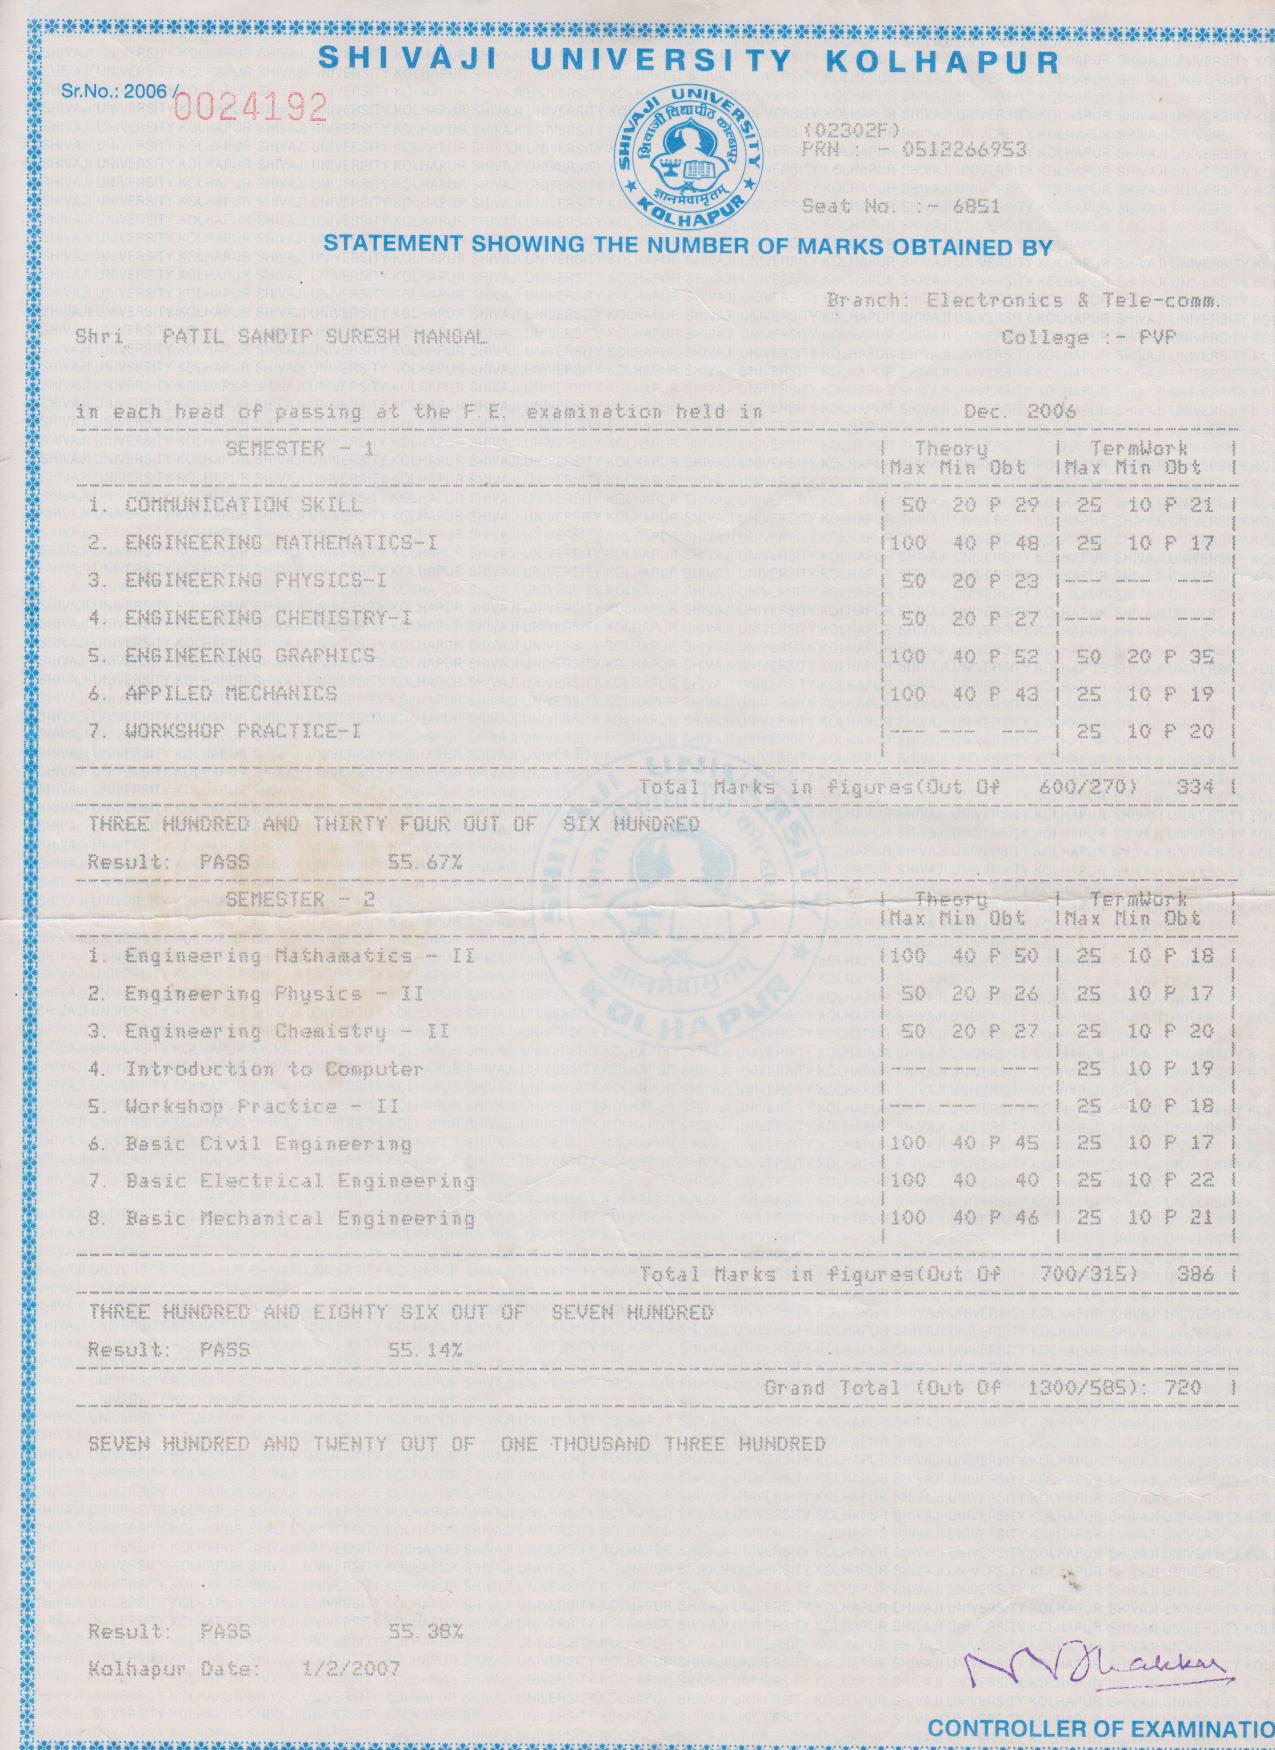 SHIVAJI UNIVERSITY KOLHAPUR
Sr.No.: 2006 / 0024192
SHIVAJI UNIVERSITY
शिवाजी विद्यापीठ कोल्हापूर
ज्ञानमेवामृतम्
★ KOLHAPUR ★
(02302F)
PRN : - 0512266953
Seat No. :- 6851
STATEMENT SHOWING THE NUMBER OF MARKS OBTAINED BY
Branch: Electronics & Tele-comm.
Shri PATIL SANDIP SURESH MANGAL College :- PVP
in each head of passing at the F.E. examination held in Dec. 2006
SEMESTER - 1 | Theory | TermWork |
|Max Min Obt |Max Min Obt |
1. COMMUNICATION SKILL | 50 20 P 29 | 25 10 P 21 |
2. ENGINEERING MATHEMATICS-I |100 40 P 48 | 25 10 P 17 |
3. ENGINEERING PHYSICS-I | 50 20 P 23 |--- --- --- |
4. ENGINEERING CHEMISTRY-I | 50 20 P 27 |--- --- --- |
5. ENGINEERING GRAPHICS |100 40 P 52 | 50 20 P 35 |
6. APPILED MECHANICS |100 40 P 43 | 25 10 P 19 |
7. WORKSHOP PRACTICE-I |--- --- --- | 25 10 P 20 |
Total Marks in figures(Out Of 600/270) 334 |
THREE HUNDRED AND THIRTY FOUR OUT OF SIX HUNDRED
Result: PASS 55.67%
SEMESTER - 2 | Theory | TermWork |
|Max Min Obt |Max Min Obt |
1. Engineering Mathamatics - II |100 40 P 50 | 25 10 P 18 |
2. Engineering Physics - II | 50 20 P 26 | 25 10 P 17 |
3. Engineering Chemistry - II | 50 20 P 27 | 25 10 P 20 |
4. Introduction to Computer |--- --- --- | 25 10 P 19 |
5. Workshop Practice - II |--- --- --- | 25 10 P 18 |
6. Basic Civil Engineering |100 40 P 45 | 25 10 P 17 |
7. Basic Electrical Engineering |100 40 40 | 25 10 P 22 |
8. Basic Mechanical Engineering |100 40 P 46 | 25 10 P 21 |
Total Marks in figures(Out Of 700/315) 386 |
THREE HUNDRED AND EIGHTY SIX OUT OF SEVEN HUNDRED
Result: PASS 55.14%
Grand Total (Out Of 1300/585): 720 |
SEVEN HUNDRED AND TWENTY OUT OF ONE THOUSAND THREE HUNDRED
Result: PASS 55.38%
Kolhapur Date: 1/2/2007
CONTROLLER OF EXAMINATIO